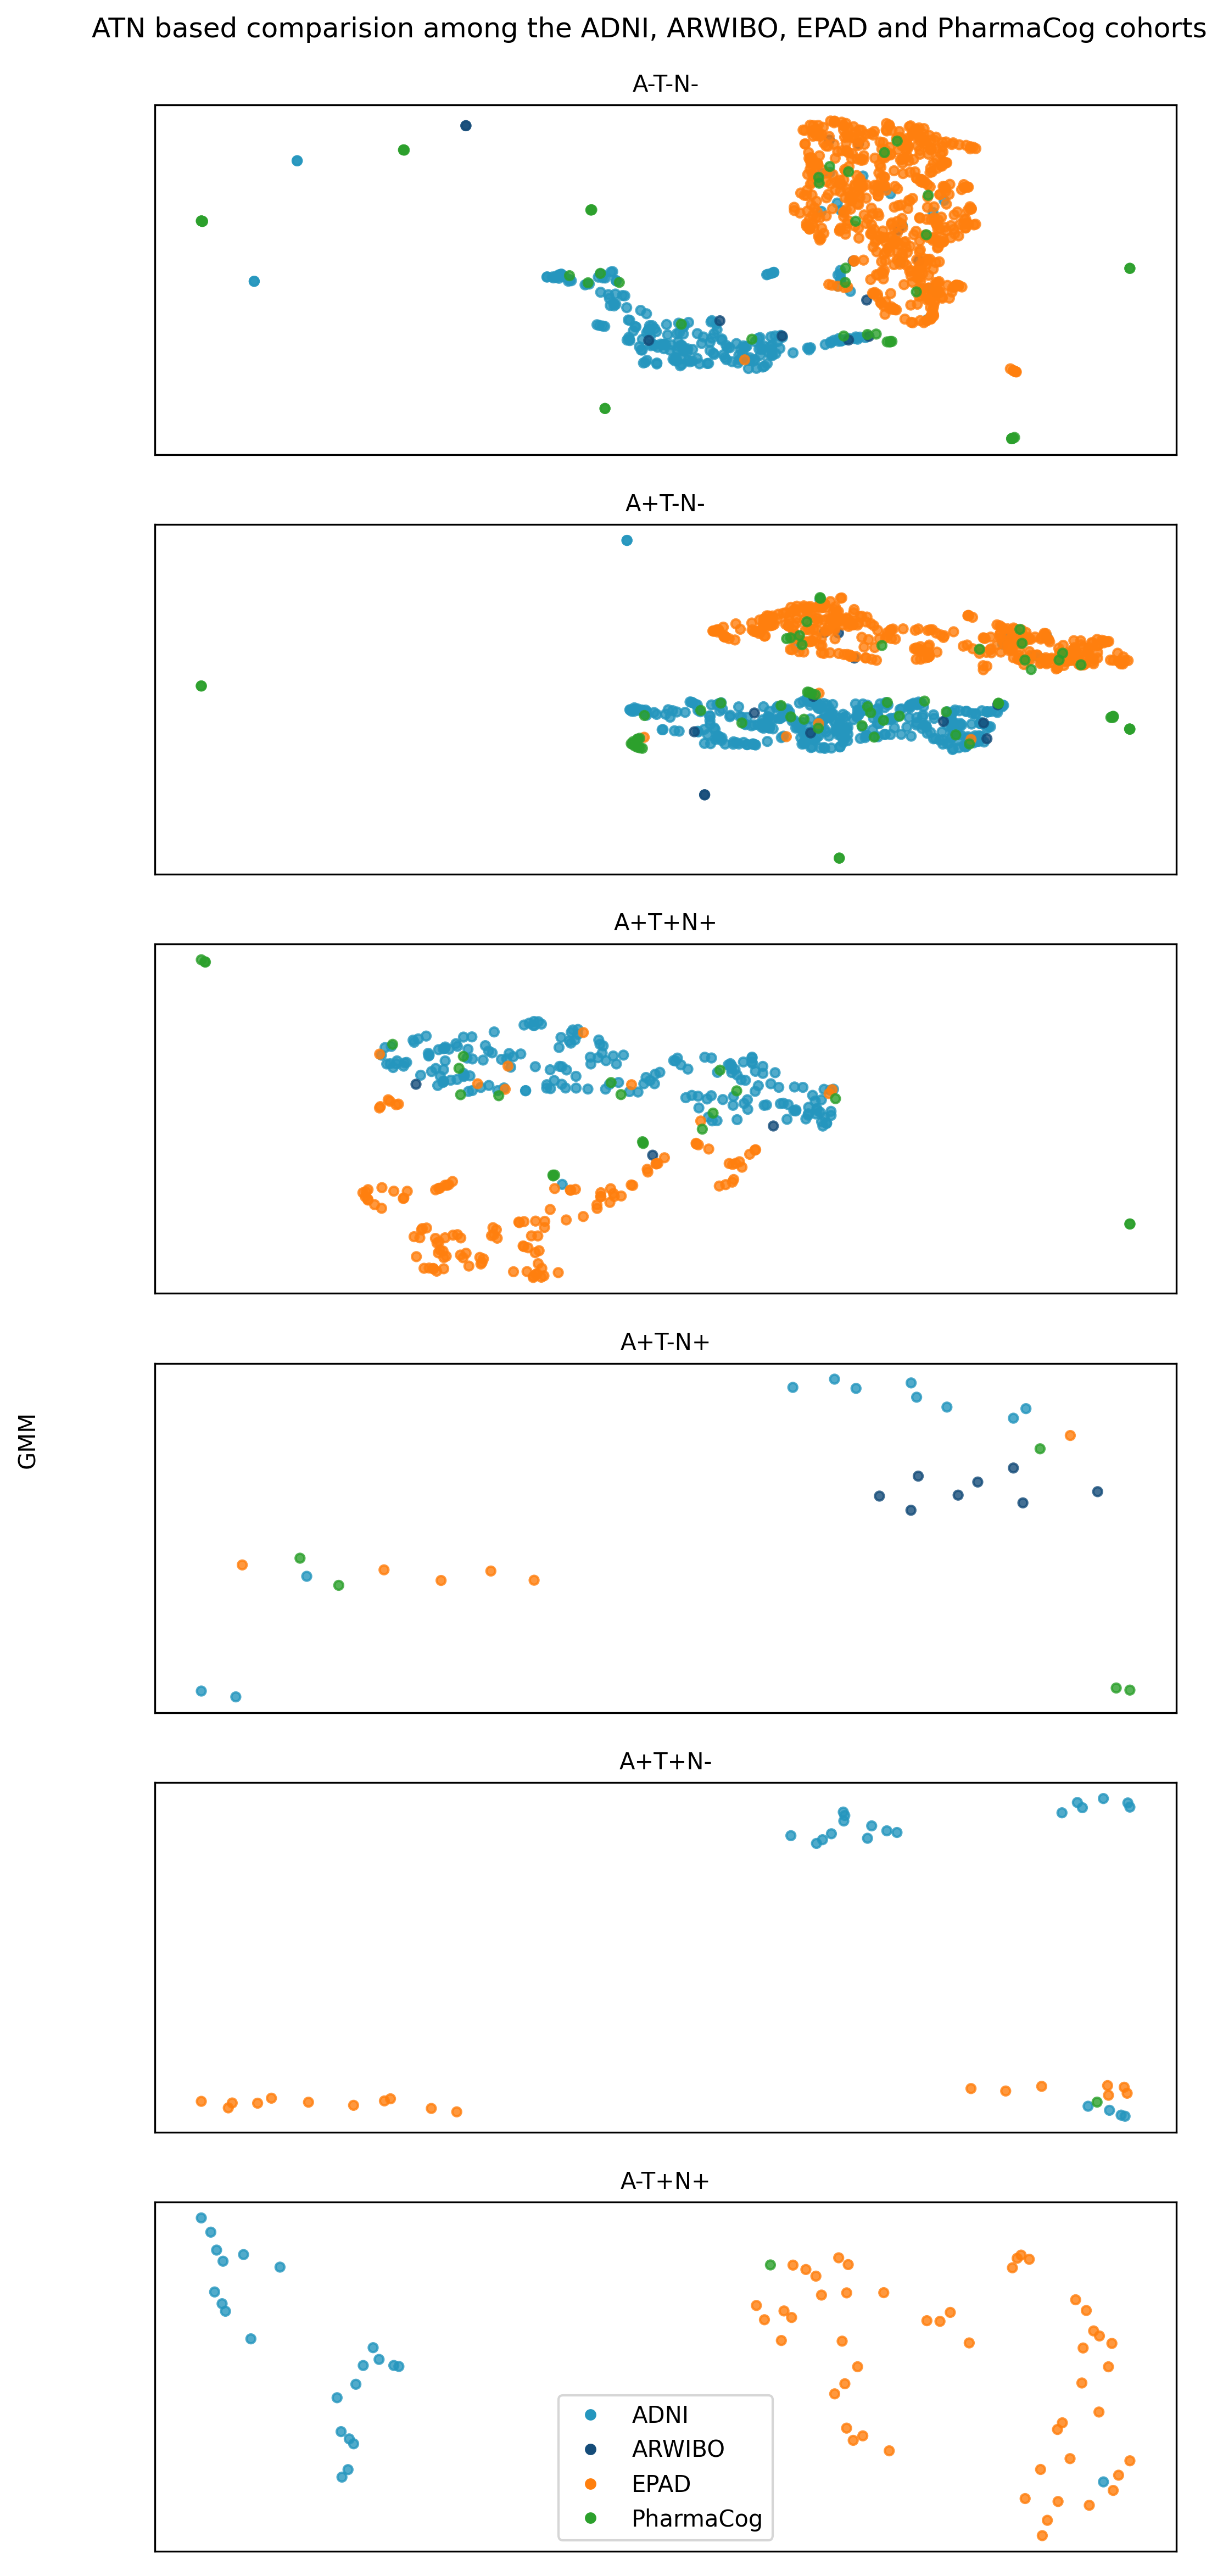 ATN based comparision among the ADNI, ARWIBO, EPAD and PharmaCog cohorts
A-T-N-
A+T-N-
A+T+N+
A+T-N+
GMM
A+T+N-
A-T+N+
ADNI
ARWIBO
EPAD
PharmaCog